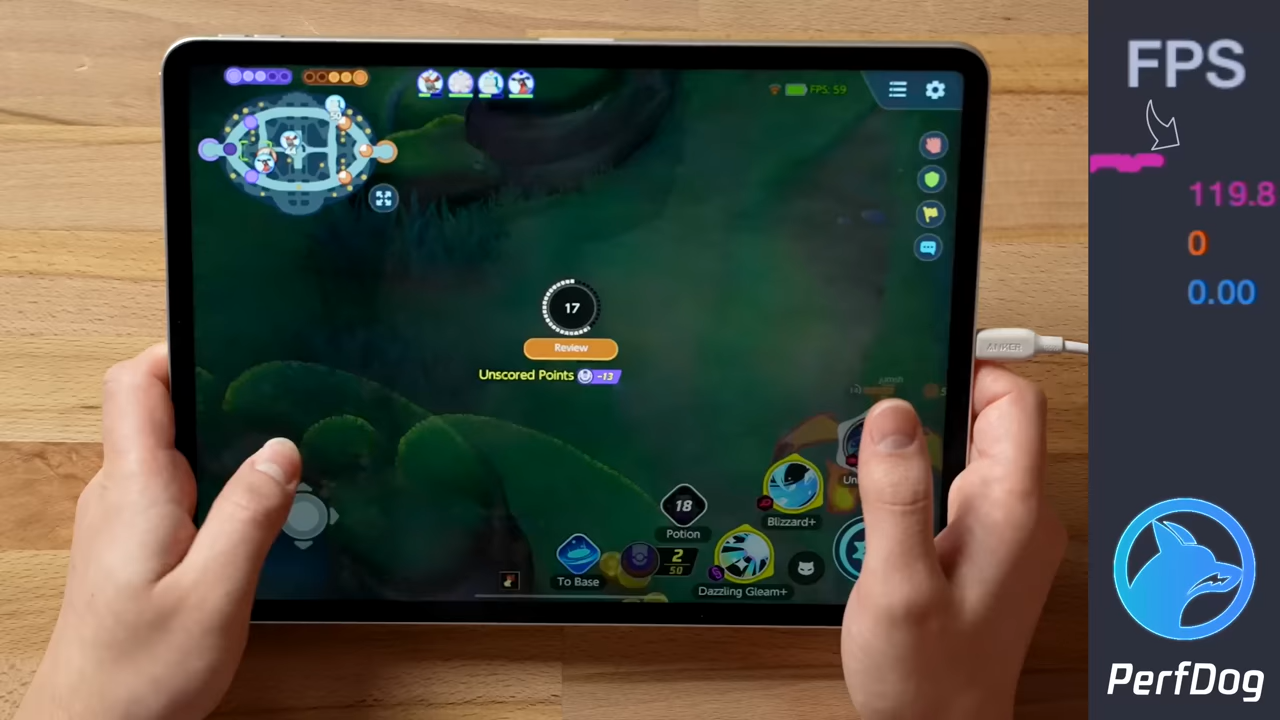 FPS
119.8
0
0.00
FPS: 59
17
Review
Unscored Points -13
18
Potion
Blizzard+
To Base
2
50
Dazzling Gleam+
ANKER
PerfDog